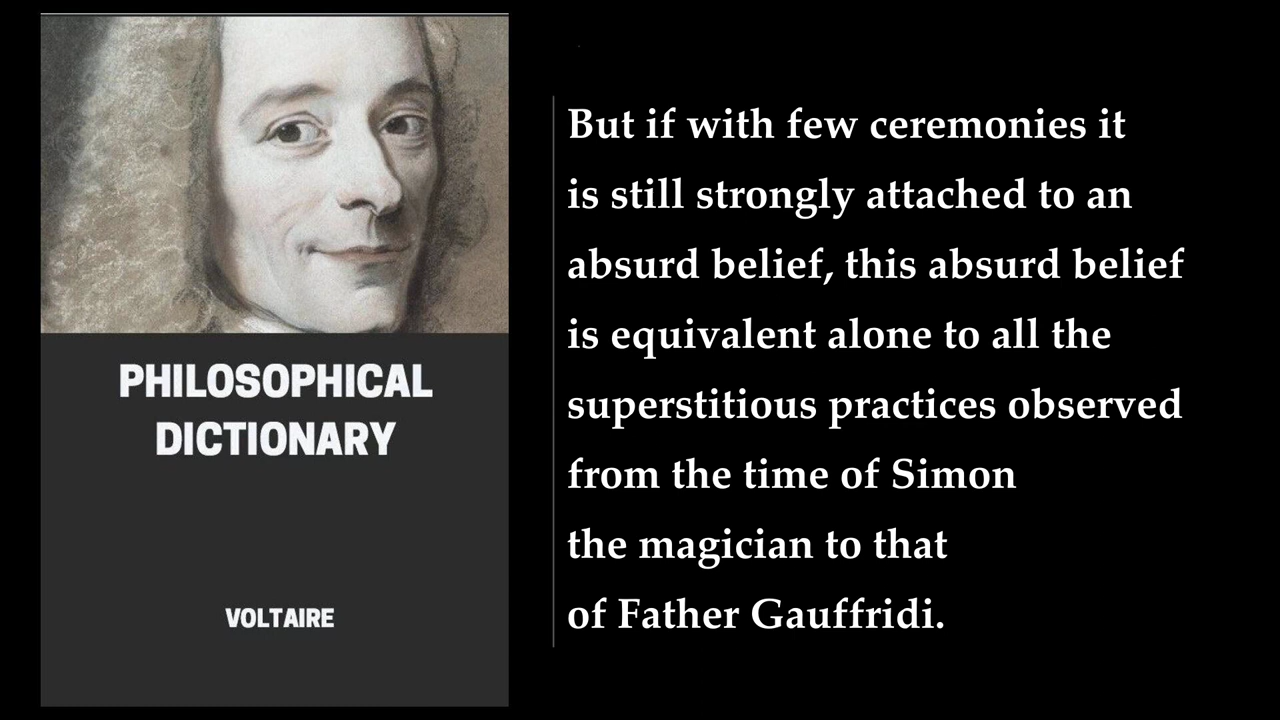 PHILOSOPHICAL
DICTIONARY
VOLTAIRE
But if with few ceremonies it
is still strongly attached to an
absurd belief, this absurd belief
is equivalent alone to all the
superstitious practices observed
from the time of Simon
the magician to that
of Father Gauffridi.